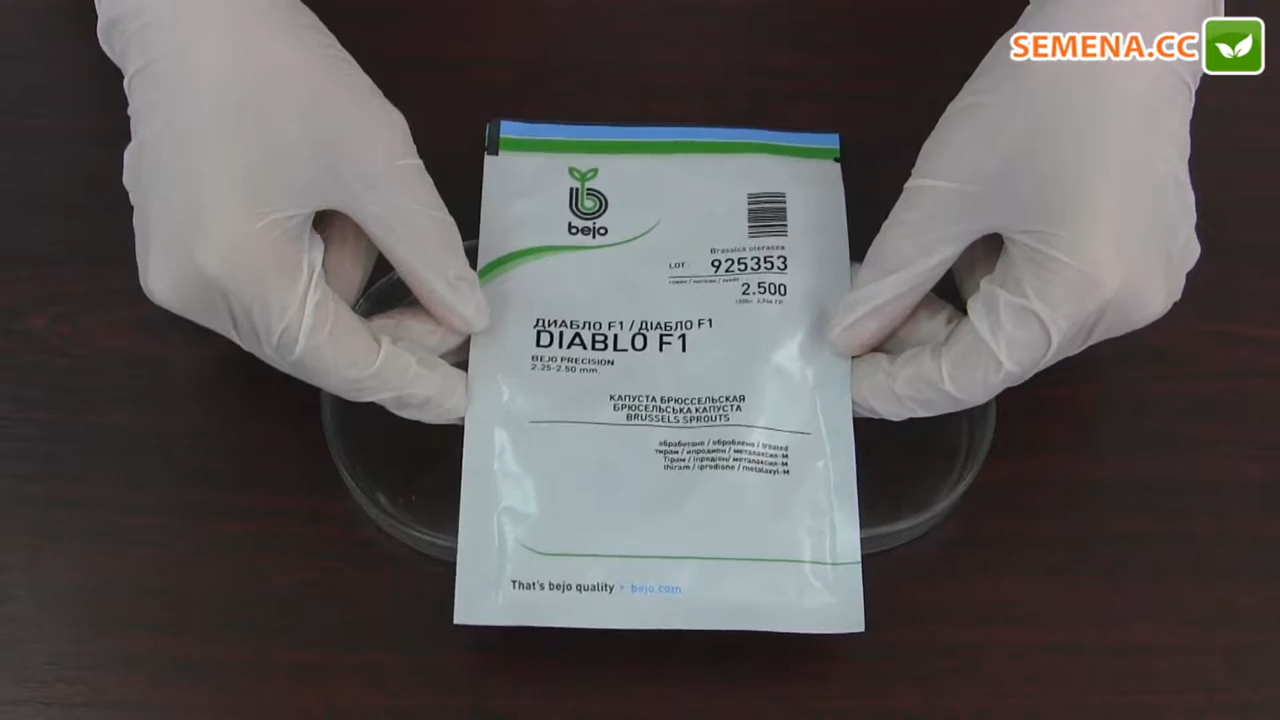 SEMENA.CC
bejo
Brassica oleracea
LOT 925353
2.500
ДИАБЛО F1 / ДІАБЛО F1
DIABLO F1
BEJO PRECISION
2.25-2.50 mm.
КАПУСТА БРЮССЕЛЬСКАЯ
БРЮСЕЛЬСЬКА КАПУСТА
BRUSSELS SPROUTS
обработано / оброблено / treated
тирам / ипродион / металаксил-М
Тірам / іпродіон/ металаксил-М
thiram / iprodione / metalaxyl-M
That's bejo quality • bejo.com